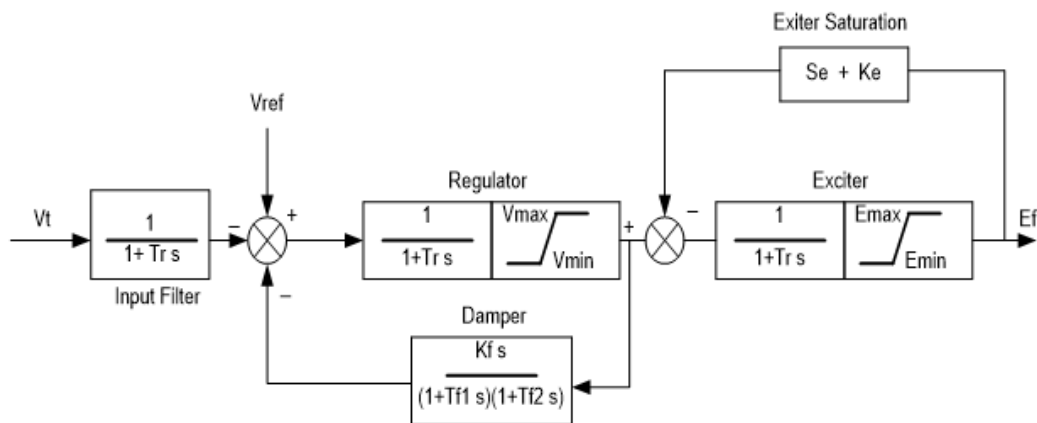 Exiter Saturation
Se + Ke
Vref
Regulator
Exciter
Vt
1
1+ Tr s
Input Filter
−
+
−
1
1+Tr s
Vmax
Vmin
+
−
1
1+Tr s
Emax
Emin
Ef
Damper
Kf s
(1+Tf1 s)(1+Tf2 s)